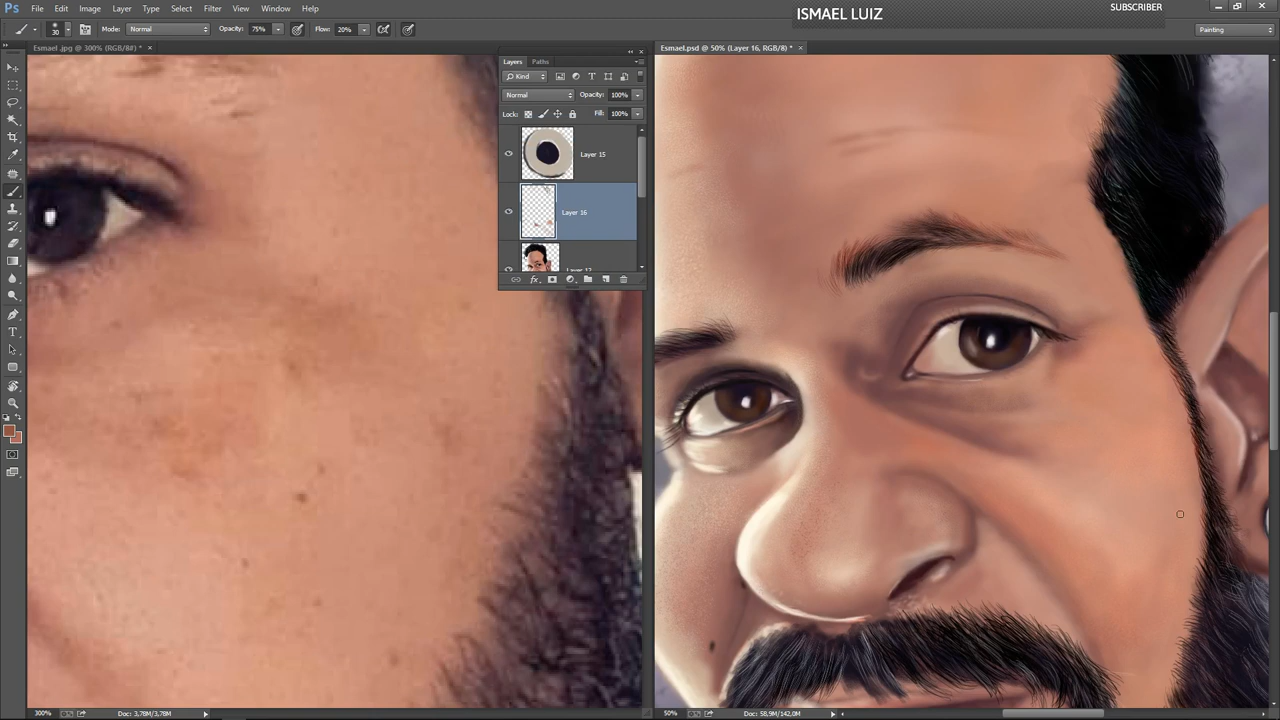 Ps File Edit Image Layer Type Select Filter View Window Help
ISMAEL LUIZ
SUBSCRIBER
30 Mode: Normal Opacity: 75% Flow: 20%
Painting
Esmael .jpg @ 300% (RGB/8#) * ×
Esmael.psd @ 50% (Layer 16, RGB/8) * ×
Layers Paths
Kind
Normal Opacity: 100%
Lock: Fill: 100%
Layer 15
Layer 16
300% Doc: 3,78M/3,78M
50% Doc: 58,9M/142,0M